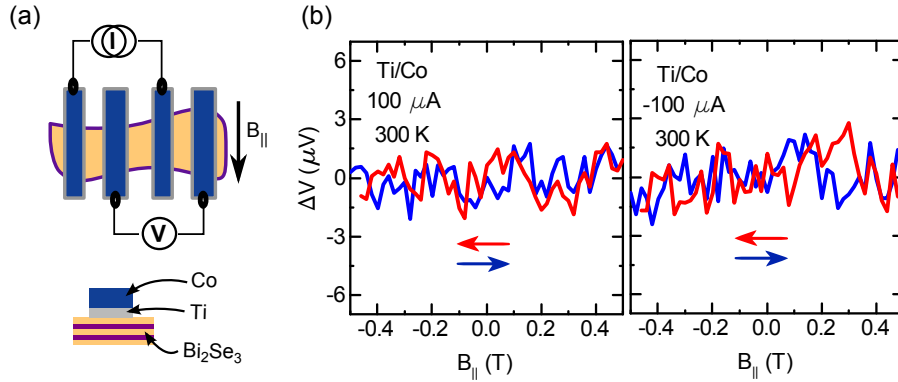 (a)
I
B||
V
Co
Ti
Bi2Se3
(b)
ΔV (μV)
6
3
0
-3
-6
Ti/Co
100 μA
300 K
-0.4 -0.2 0.0 0.2 0.4
B|| (T)
Ti/Co
-100 μA
300 K
-0.4 -0.2 0.0 0.2 0.4
B|| (T)